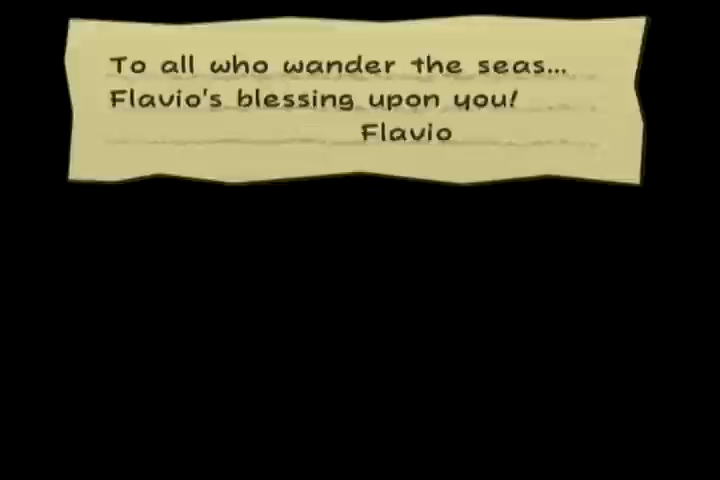 To all who wander the seas...
Flavio's blessing upon you!
Flavio